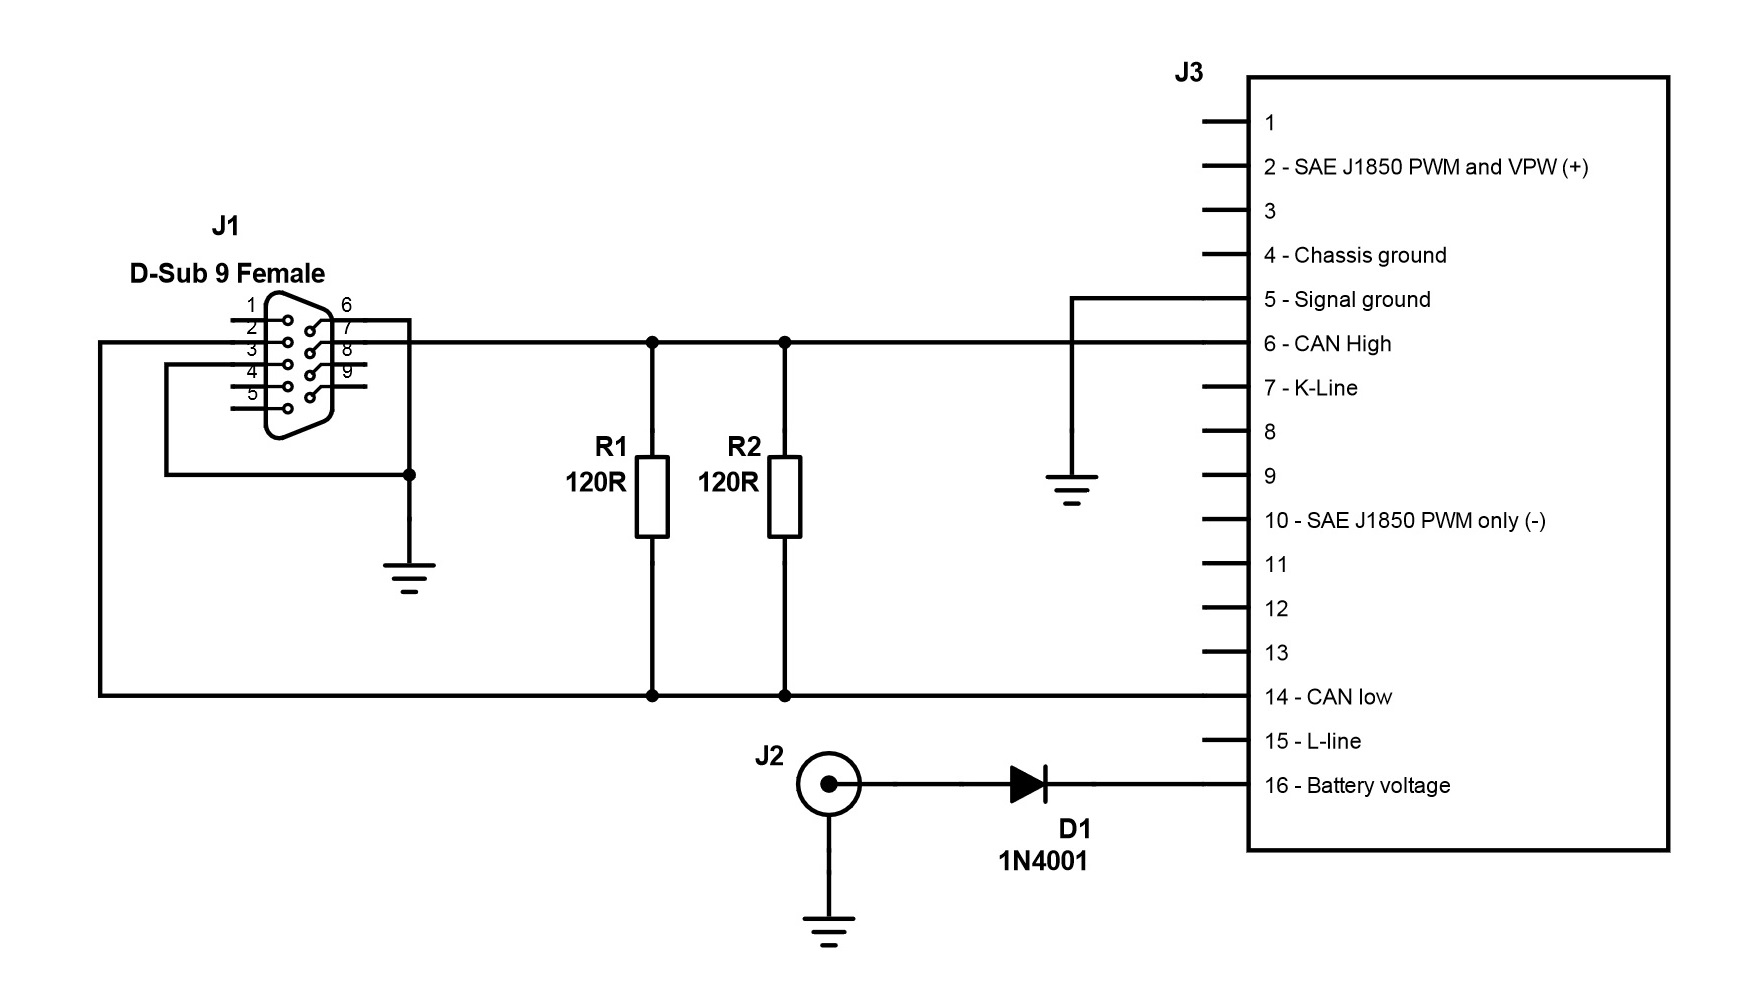 J3
1
2 - SAE J1850 PWM and VPW (+)
3
4 - Chassis ground
5 - Signal ground
6 - CAN High
7 - K-Line
8
9
10 - SAE J1850 PWM only (-)
11
12
13
14 - CAN low
15 - L-line
16 - Battery voltage
J1
D-Sub 9 Female
1
2
3
4
5
6
7
8
9
R1
120R
R2
120R
J2
D1
1N4001